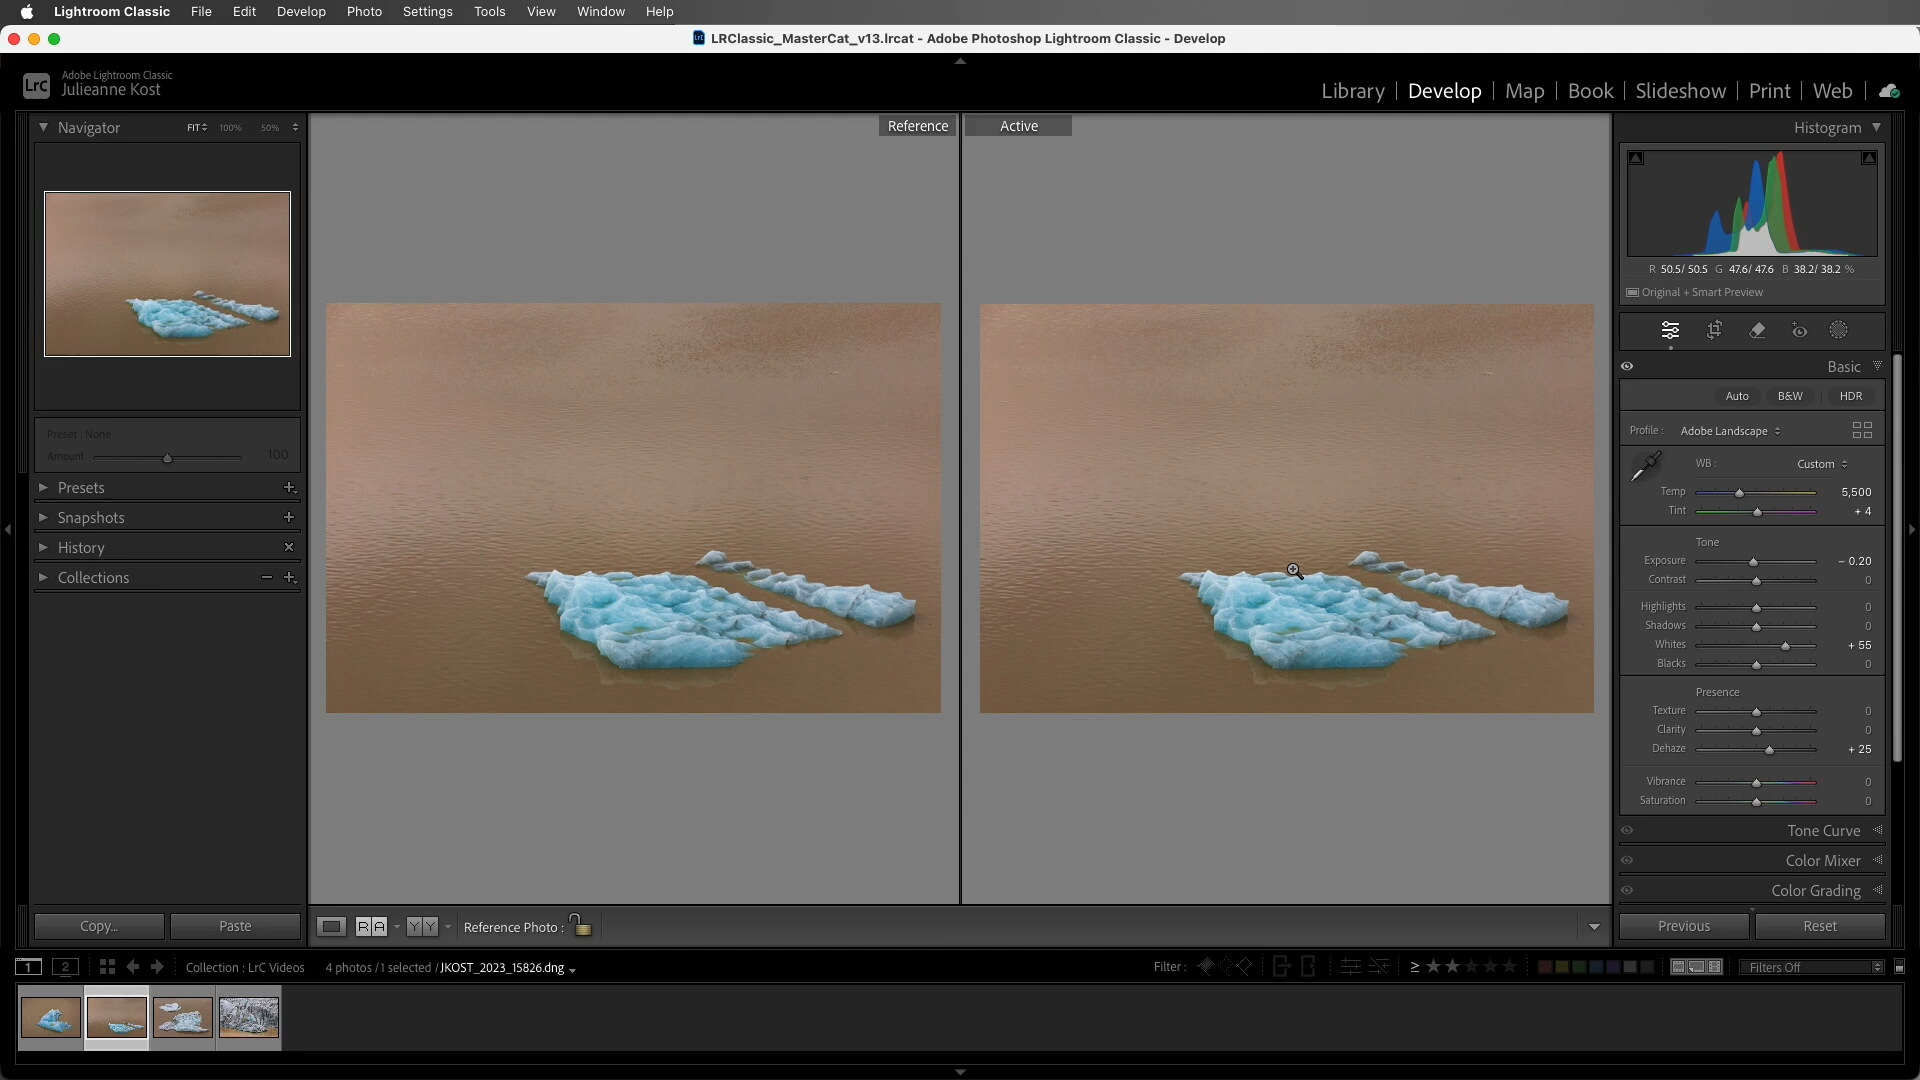 Lightroom Classic File Edit Develop Photo Settings Tools View Window Help
LRClassic_MasterCat_v13.lrcat - Adobe Photoshop Lightroom Classic - Develop
LrC
Adobe Lightroom Classic
Julieanne Kost
Library | Develop | Map | Book | Slideshow | Print | Web |
Navigator FIT 100% 50%
Reference
Active
Histogram
R 50.5/ 50.5 G 47.6/ 47.6 B 38.2/ 38.2 %
Original + Smart Preview
Basic
Auto B&W | HDR
Profile : Adobe Landscape
WB : Custom
Temp 5,500
Tint + 4
Tone
Exposure – 0.20
Contrast 0
Highlights 0
Shadows 0
Whites + 55
Blacks 0
Presence
Texture 0
Clarity 0
Dehaze + 25
Vibrance 0
Saturation 0
Tone Curve
Color Mixer
Color Grading
Previous Reset
Preset : None
Amount 100
Presets
Snapshots
History
Collections
Copy... Paste
R A Y Y Reference Photo :
1 2 Collection : LrC Videos 4 photos /1 selected /JKOST_2023_15826.dng
Filter : ≥ Filters Off